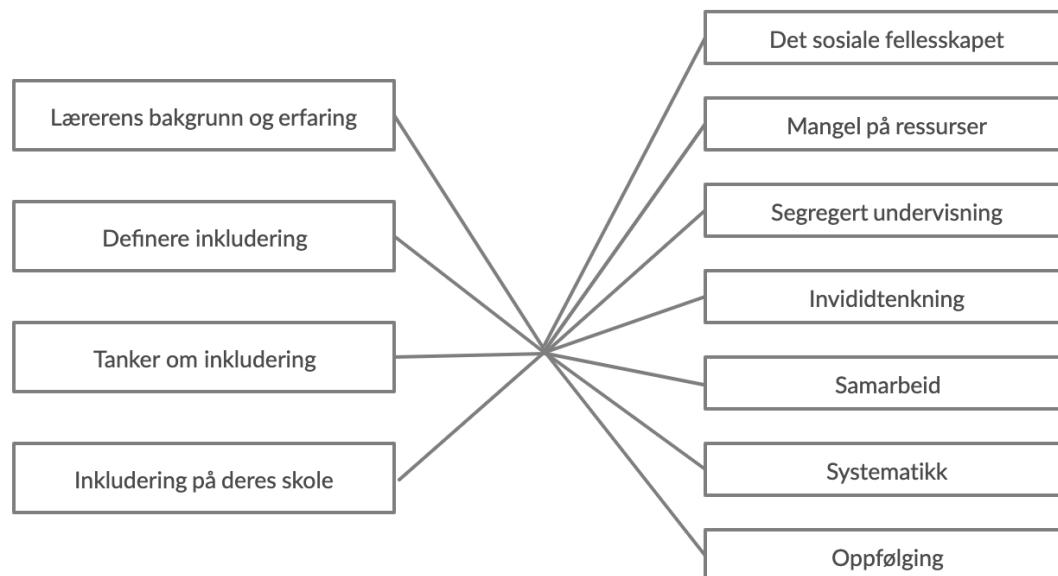 Lærerens bakgrunn og erfaring
Definere inkludering
Tanker om inkludering
Inkludering på deres skole
Det sosiale fellesskapet
Mangel på ressurser
Segregert undervisning
Invididtenkning
Samarbeid
Systematikk
Oppfølging